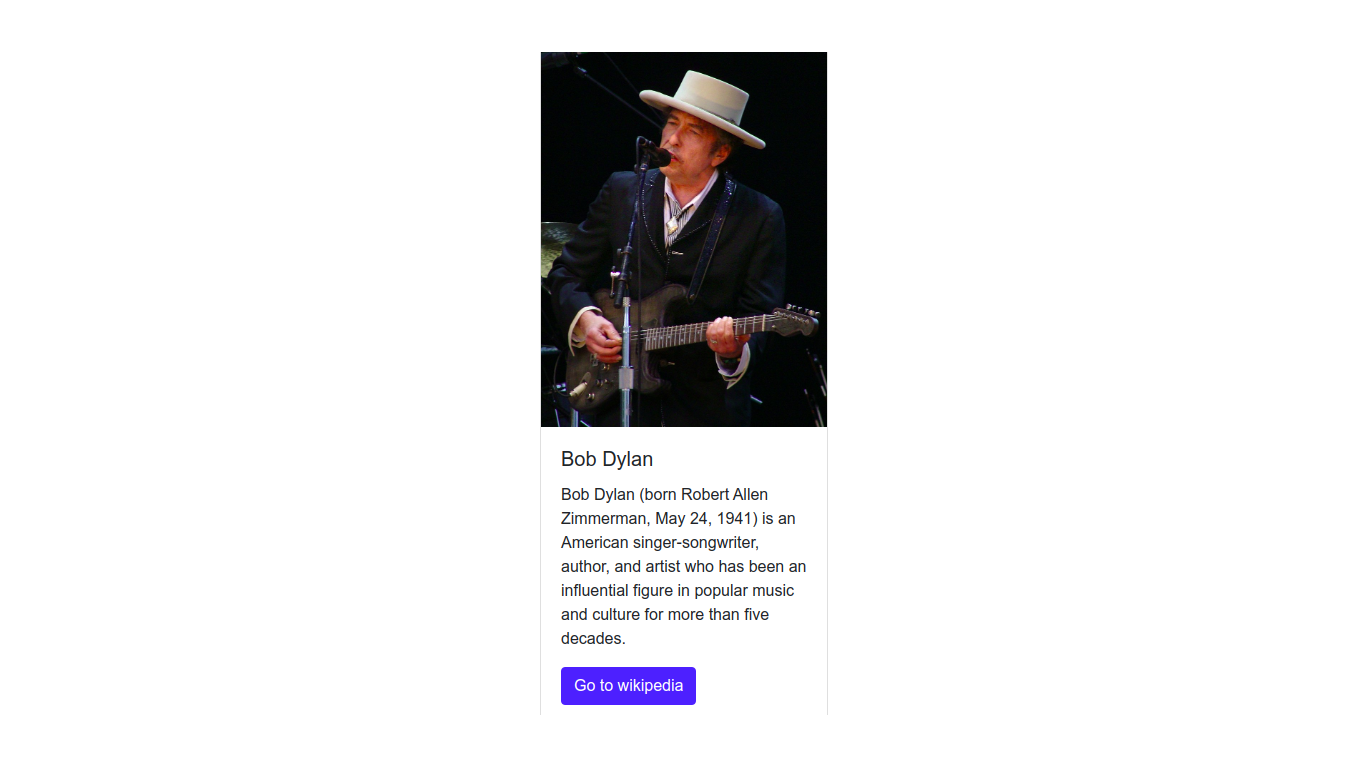 Bob Dylan
Bob Dylan (born Robert Allen
Zimmerman, May 24, 1941) is an
American singer-songwriter,
author, and artist who has been an
influential figure in popular music
and culture for more than five
decades.
Go to wikipedia